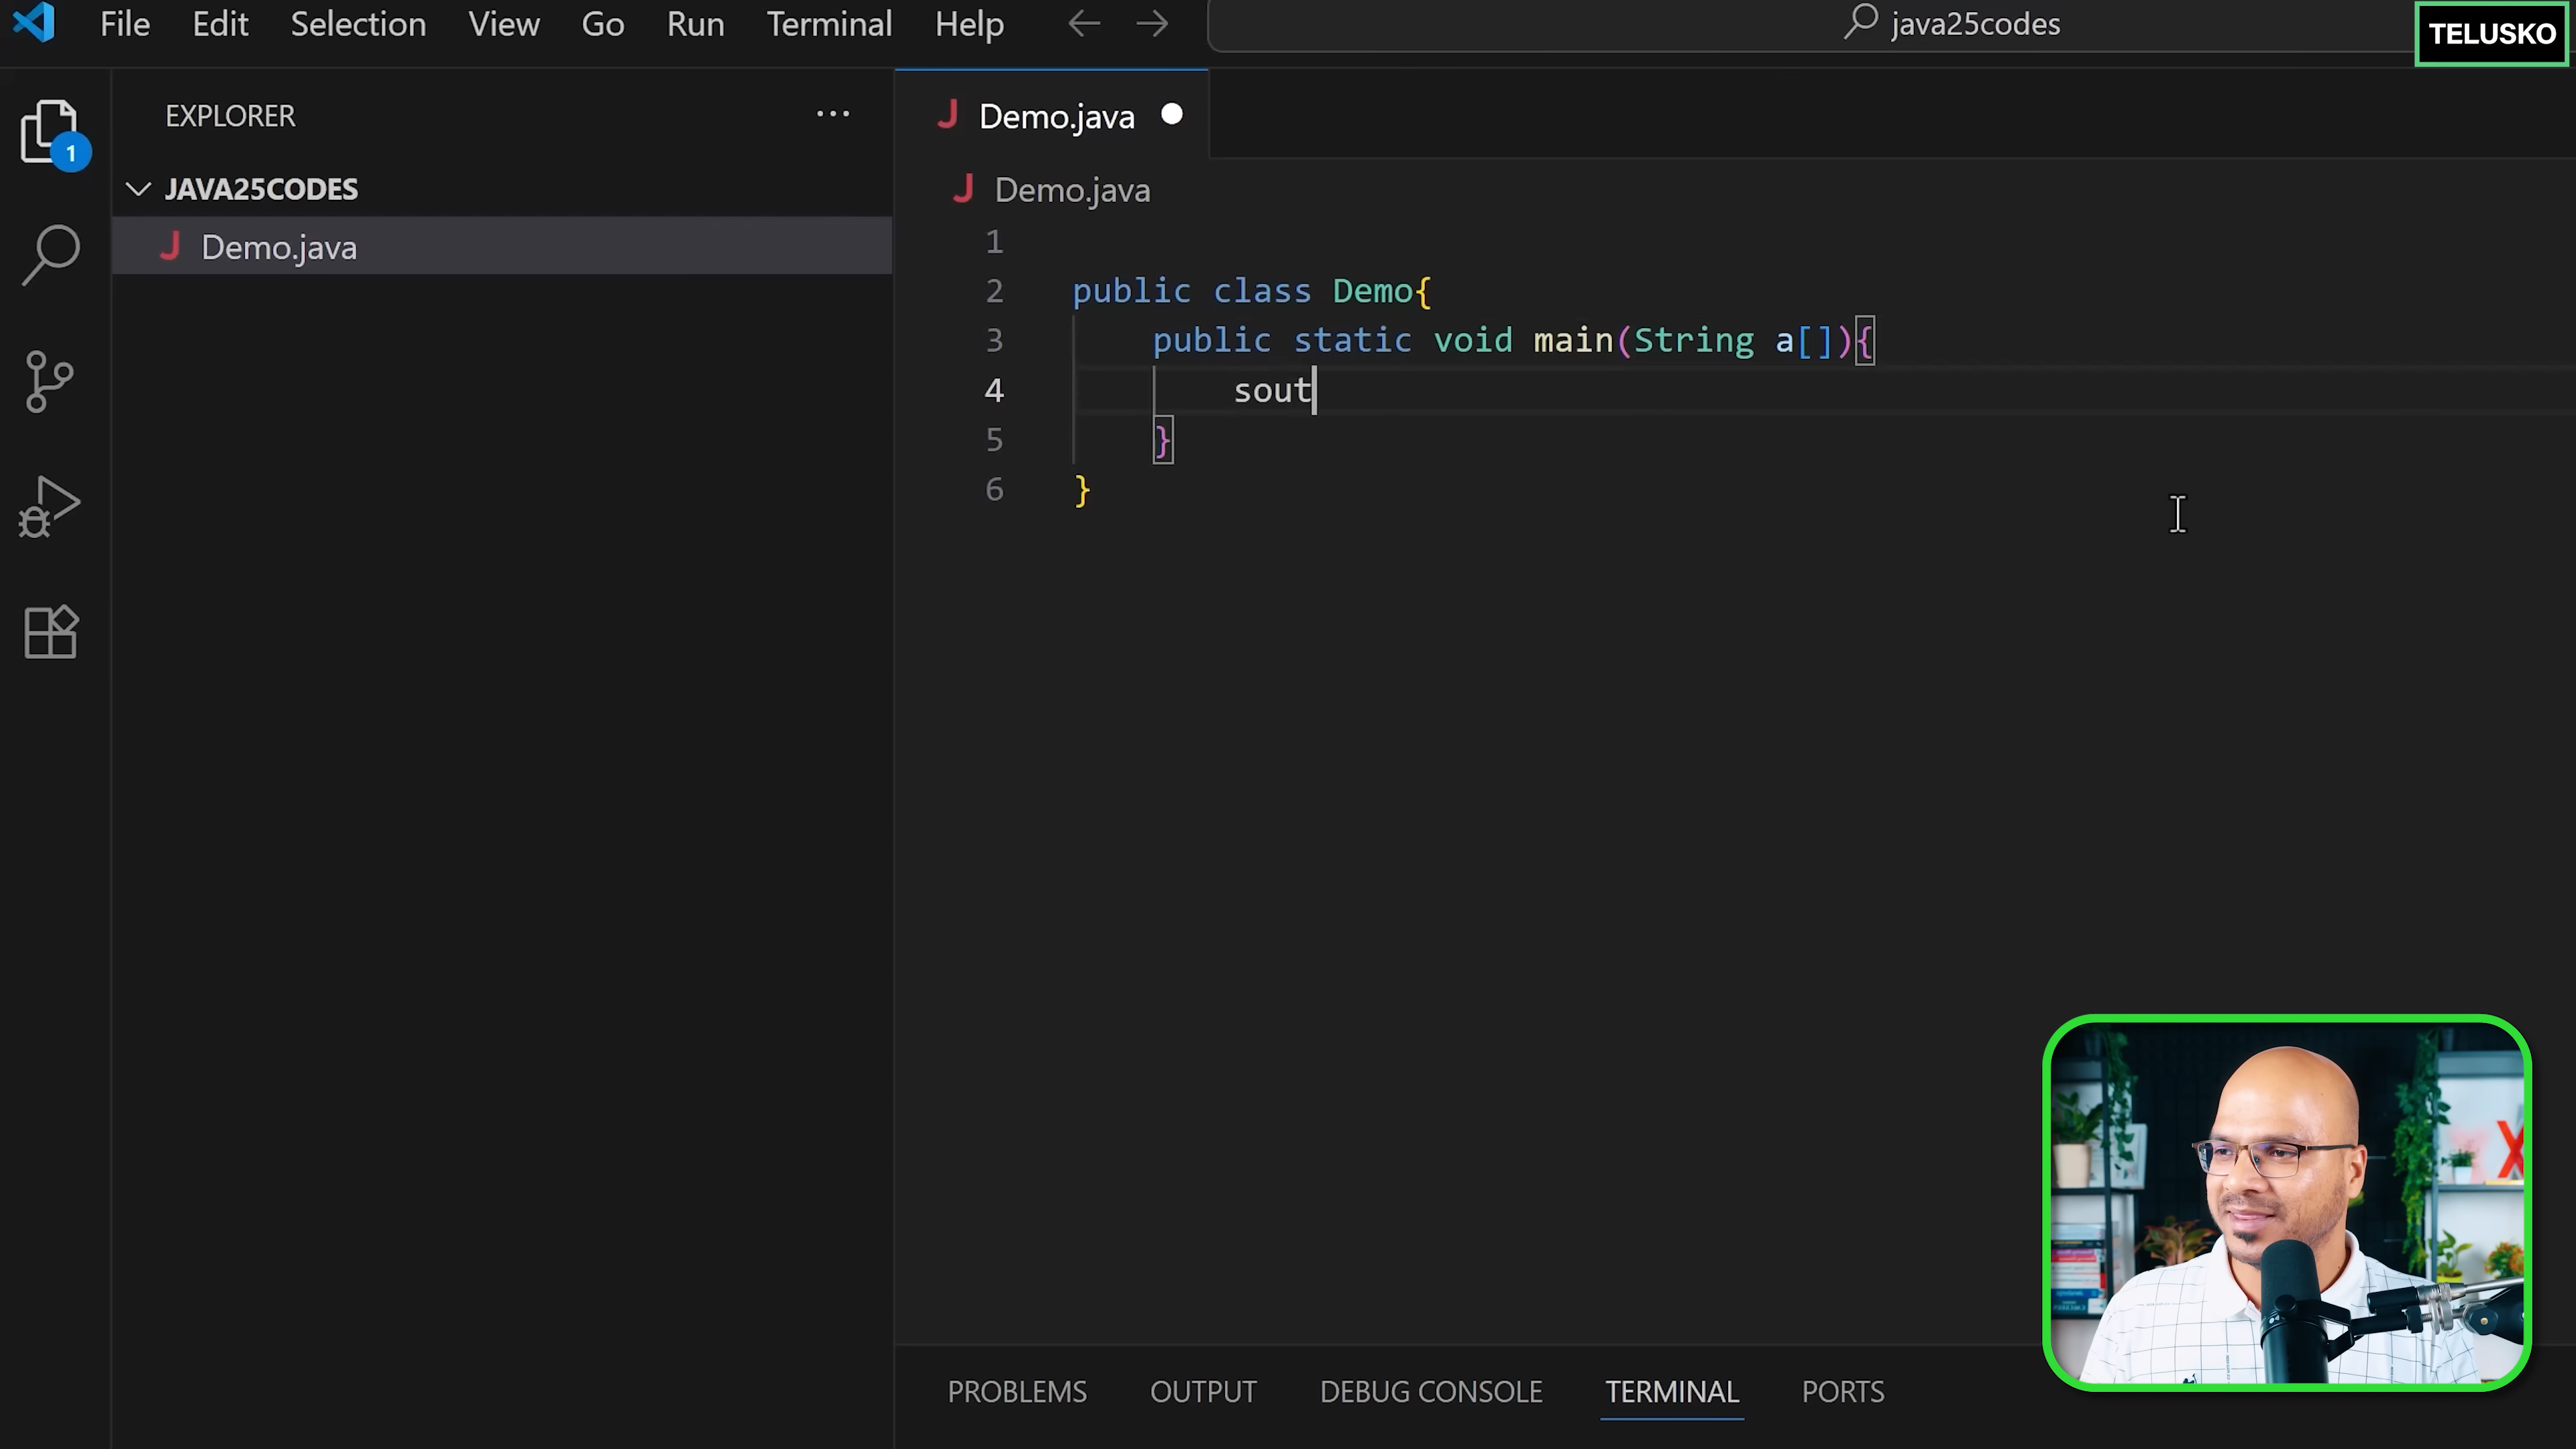 File Edit Selection View Go Run Terminal Help java25codes TELUSKO
EXPLORER
1
JAVA25CODES
Demo.java
Demo.java
Demo.java
1
2 public class Demo{
3 public static void main(String a[]){
4 sout
5 }
6 }
PROBLEMS OUTPUT DEBUG CONSOLE TERMINAL PORTS